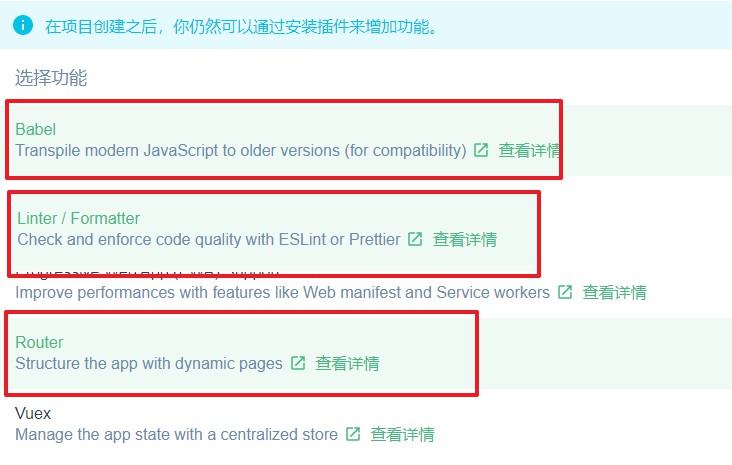 在项目创建之后，你仍然可以通过安装插件来增加功能。
选择功能
Babel
Transpile modern JavaScript to older versions (for compatibility) 查看详情
Linter / Formatter
Check and enforce code quality with ESLint or Prettier 查看详情
Improve performances with features like Web manifest and Service workers 查看详情
Router
Structure the app with dynamic pages 查看详情
Vuex
Manage the app state with a centralized store 查看详情